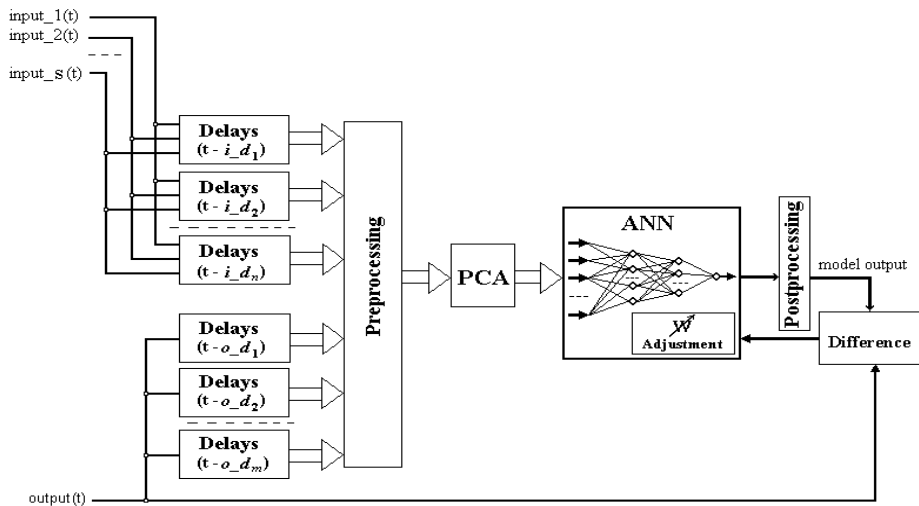 input_1(t)
input_2(t)
input_s(t)
Delays
(t - i_d1)
Delays
(t - i_d2)
Delays
(t - i_dn)
Delays
(t - o_d1)
Delays
(t - o_d2)
Delays
(t - o_dm)
output(t)
Preprocessing
PCA
ANN
W
Adjustment
Postprocessing
model output
Difference